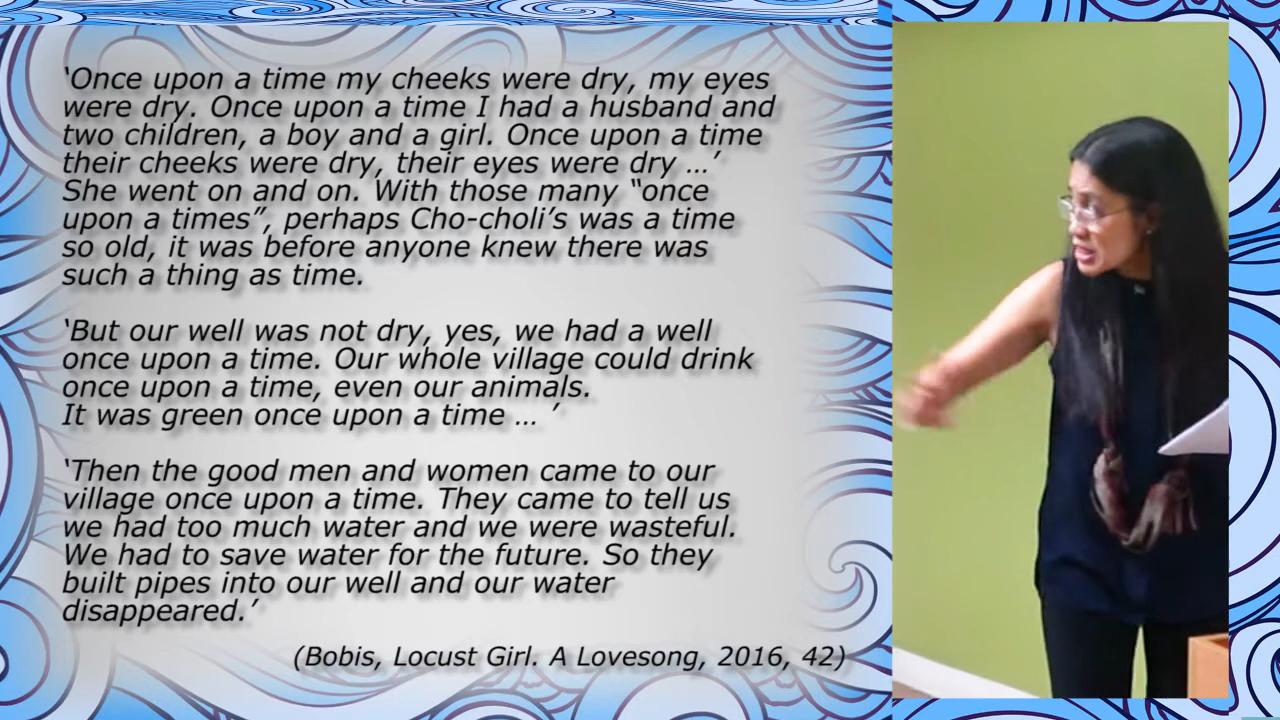 ‘Once upon a time my cheeks were dry, my eyes
were dry. Once upon a time I had a husband and
two children, a boy and a girl. Once upon a time
their cheeks were dry, their eyes were dry …’
She went on and on. With those many “once
upon a times”, perhaps Cho-choli’s was a time
so old, it was before anyone knew there was
such a thing as time.
‘But our well was not dry, yes, we had a well
once upon a time. Our whole village could drink
once upon a time, even our animals.
It was green once upon a time … ’
‘Then the good men and women came to our
village once upon a time. They came to tell us
we had too much water and we were wasteful.
We had to save water for the future. So they
built pipes into our well and our water
disappeared.’
(Bobis, Locust Girl. A Lovesong, 2016, 42)